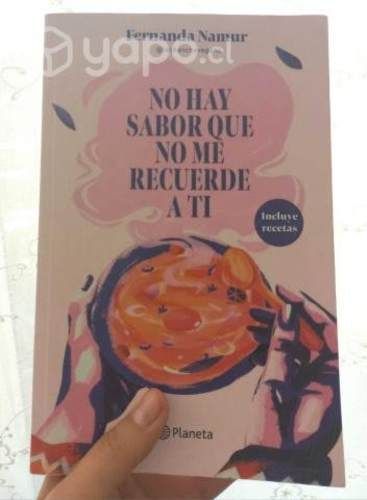 yapo.cl
Fernanda Namur
NO HAY
SABOR QUE
NO ME
RECUERDE
A TI
Incluye
recetas
Planeta